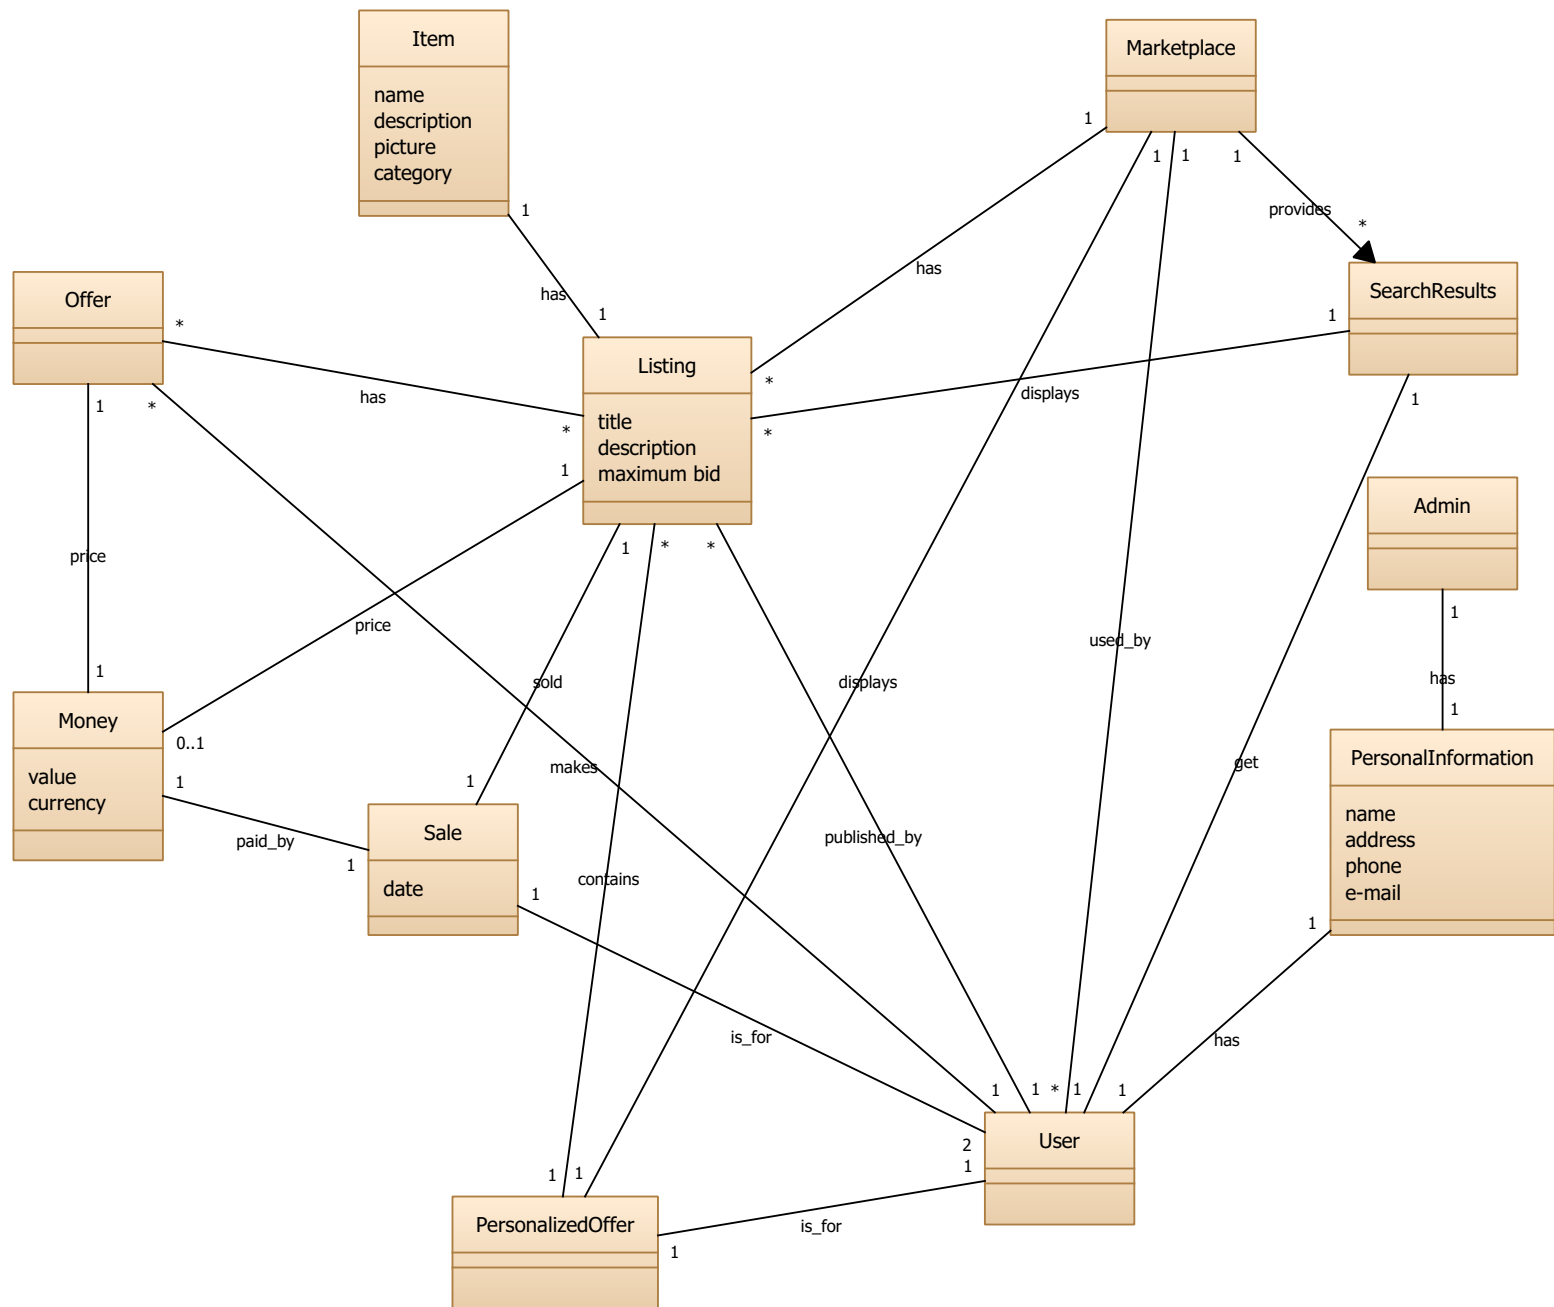 Item
name
description
picture
category
Marketplace
1
1
1
1
provides
*
1
has
has
1
Offer
*
has
1
*
*
1
SearchResults
1
displays
*
*
Listing
title
description
maximum bid
1
1
*
*
1
Admin
1
has
1
price
price
sold
displays
used_by
get
1
0..1
Money
value
currency
1
paid_by
1
makes
1
Sale
date
1
contains
published_by
PersonalInformation
name
address
phone
e-mail
1
has
is_for
1
1
*
1
1
2
1
User
1
1
PersonalizedOffer
is_for
1